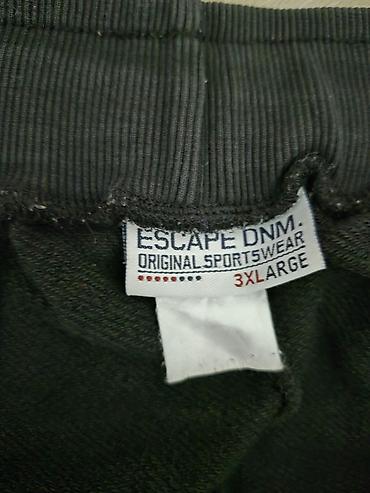 ESCAPE DNM.
ORIGINAL SPORTSWEAR
3XLARGE